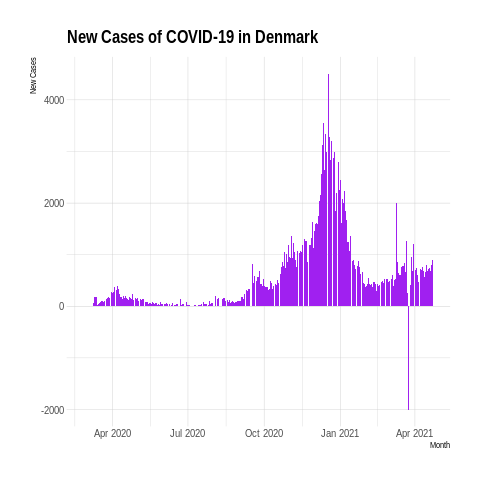 New Cases of COVID-19 in Denmark
New Cases
4000
2000
0
-2000
Apr 2020 Jul 2020 Oct 2020 Jan 2021 Apr 2021
Month